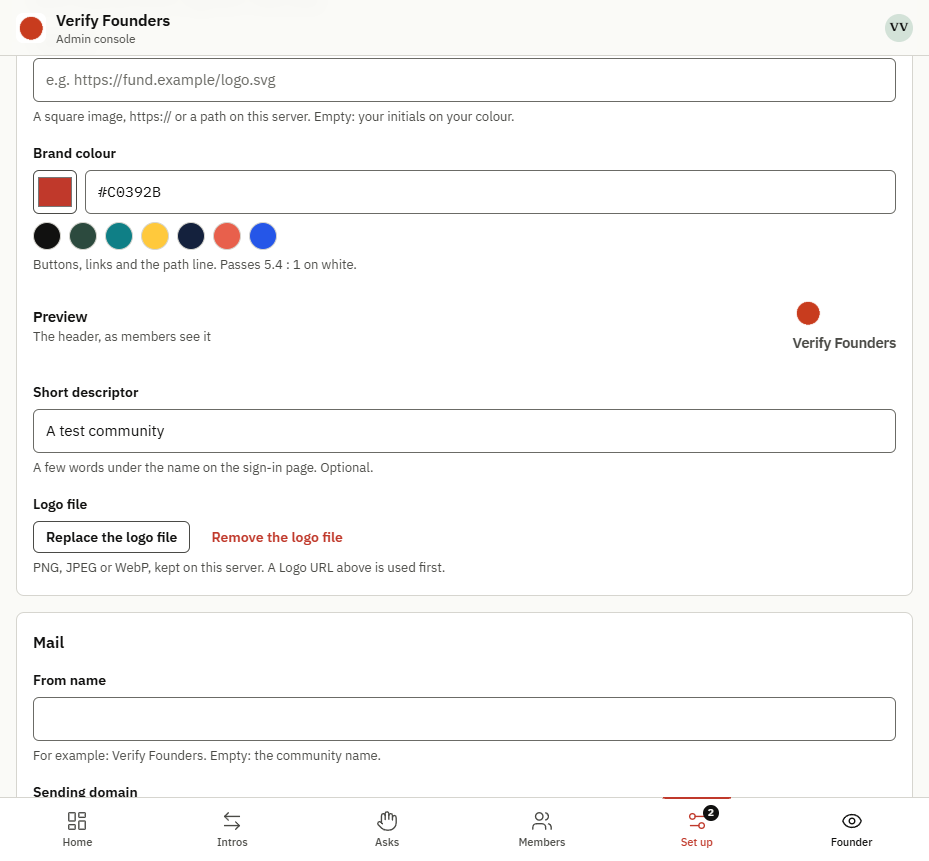 Verify Founders
Admin console
VV
e.g. https://fund.example/logo.svg
A square image, https:// or a path on this server. Empty: your initials on your colour.
Brand colour
#C0392B
Buttons, links and the path line. Passes 5.4 : 1 on white.
Preview
The header, as members see it
Verify Founders
Short descriptor
A test community
A few words under the name on the sign-in page. Optional.
Logo file
Replace the logo file
Remove the logo file
PNG, JPEG or WebP, kept on this server. A Logo URL above is used first.
Mail
From name
For example: Verify Founders. Empty: the community name.
Sending domain
2
Home
Intros
Asks
Members
Set up
Founder